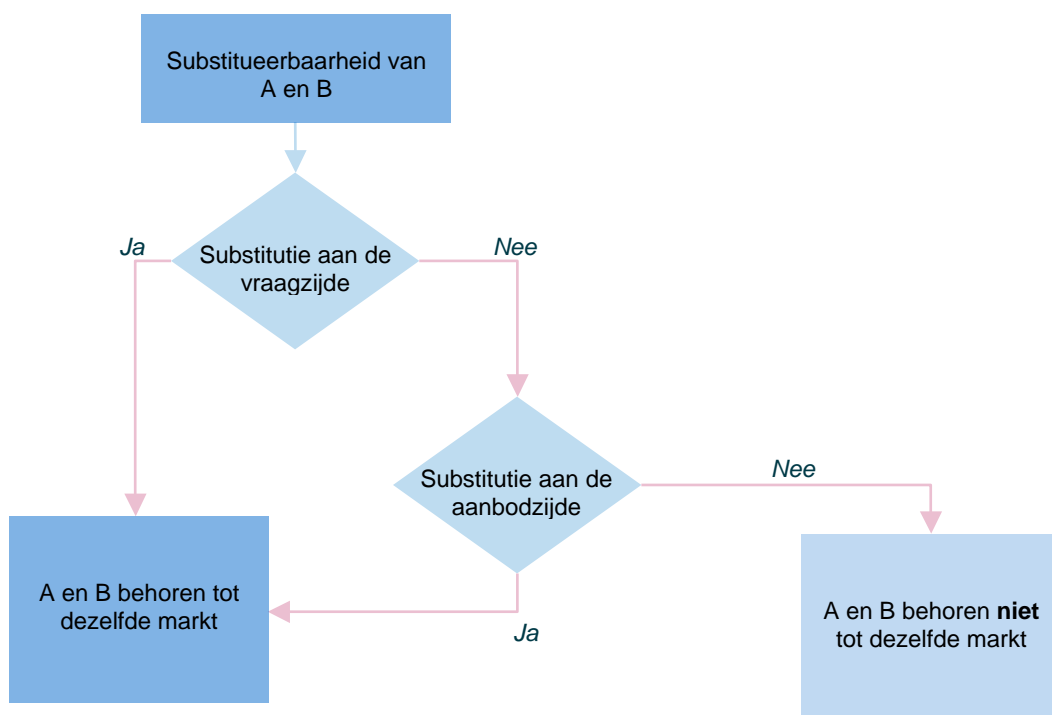 Substitueerbaarheid van
A en B
Ja
Substitutie aan de
vraagzijde
Nee
Substitutie aan de
aanbodzijde
Nee
A en B behoren tot
dezelfde markt
Ja
A en B behoren niet
tot dezelfde markt